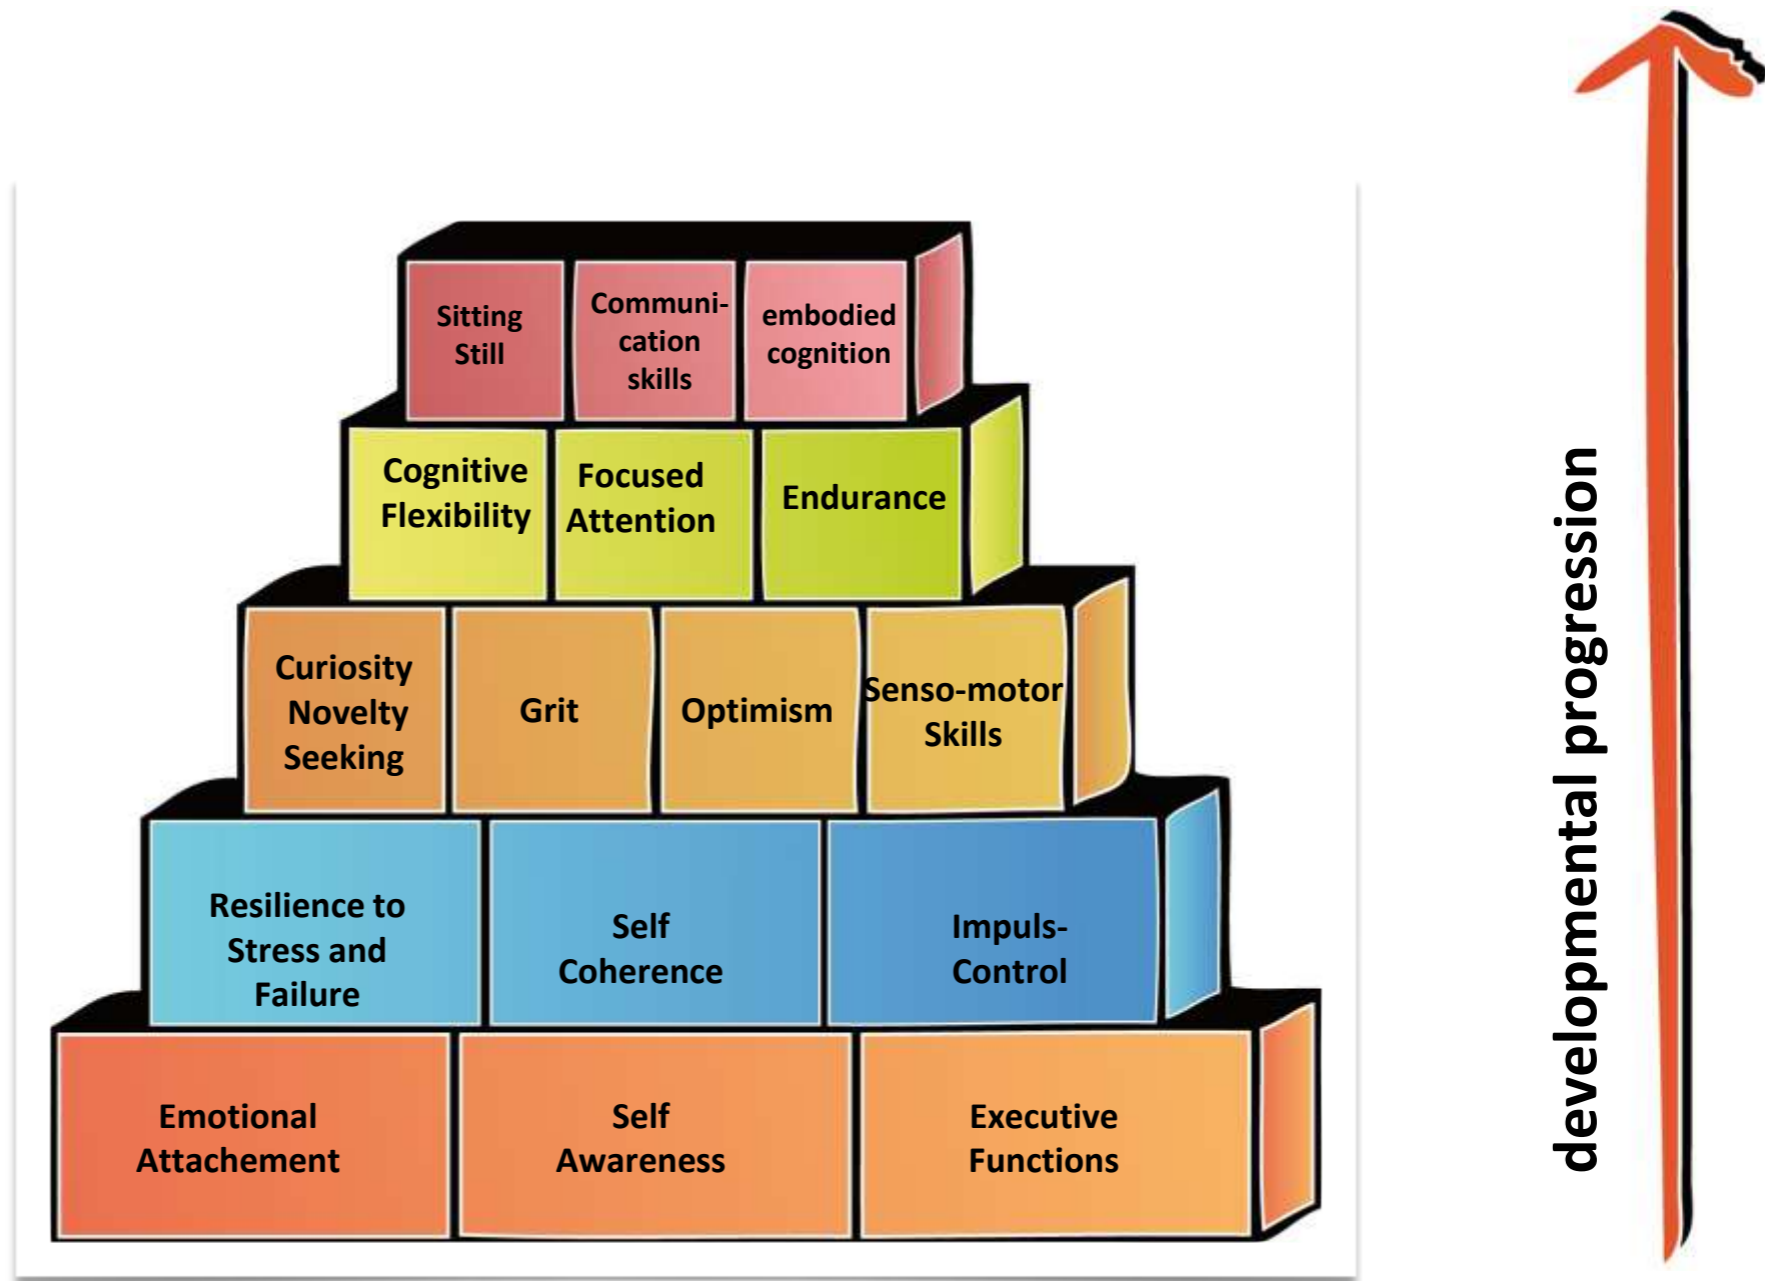 Sitting
Still
Communi-
cation
skills
embodied
cognition
Cognitive
Flexibility
Focused
Attention
Endurance
Curiosity
Novelty
Seeking
Grit
Optimism
Senso-motor
Skills
Resilience to
Stress and
Failure
Self
Coherence
Impuls-
Control
Emotional
Attachement
Self
Awareness
Executive
Functions
developmental progression